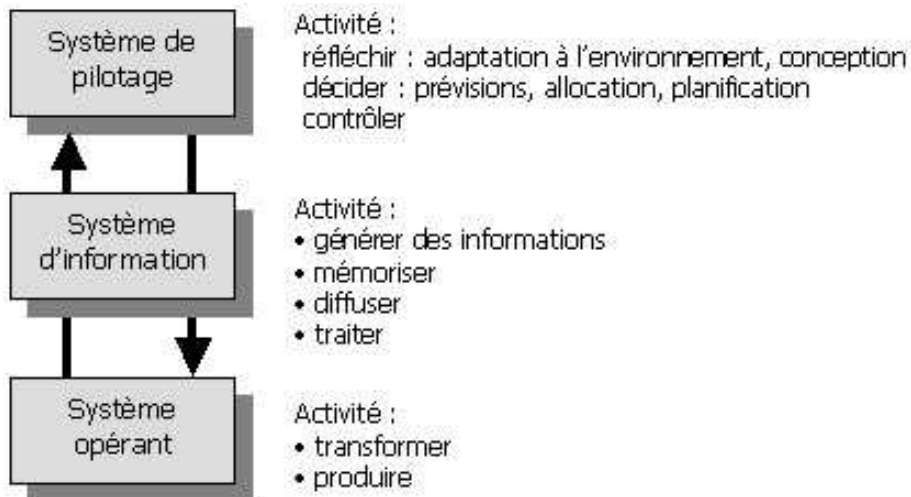 Système de
pilotage
Activité :
réfléchir : adaptation à l'environnement, conception
décider : prévisions, allocation, planification
contrôler
Système
d'information
Activité :
• générer des informations
• mémoriser
• diffuser
• traiter
Système
opérant
Activité :
• transformer
• produire